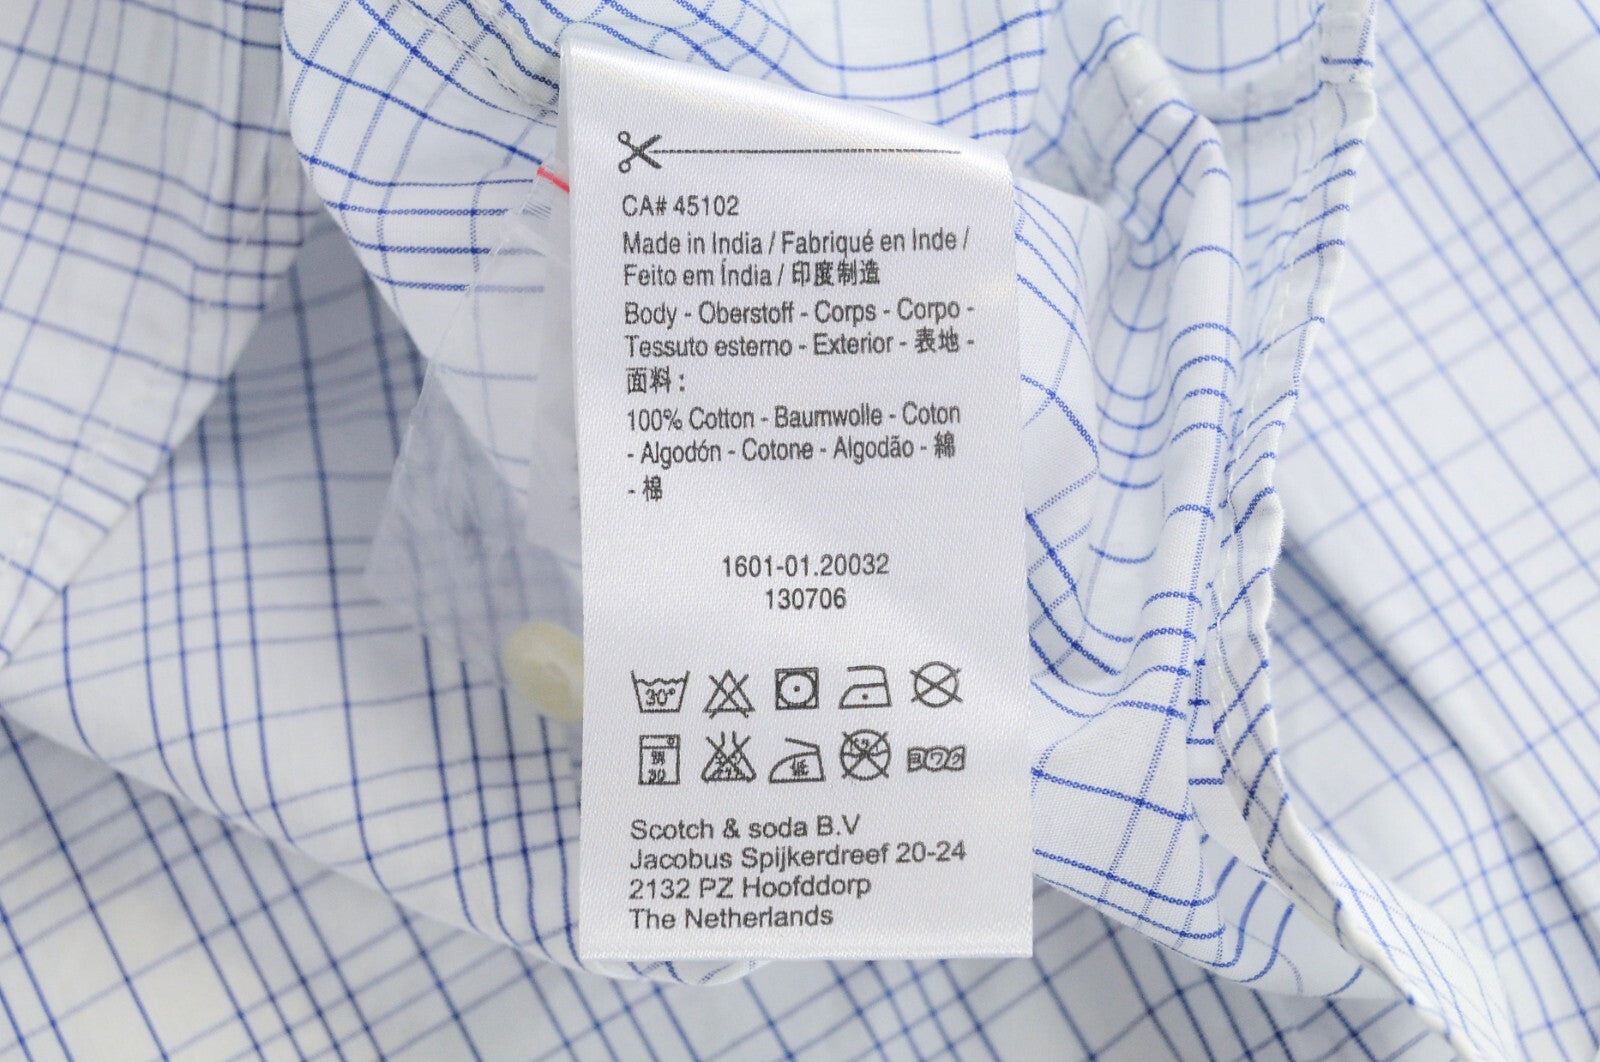 CA# 45102
Made in India / Fabriqué en Inde /
Feito em Índia / 印度制造
Body - Oberstoff - Corps - Corpo -
Tessuto esterno - Exterior - 表地 -
面料 :
100% Cotton - Baumwolle - Coton
- Algodón - Cotone - Algodão - 綿
- 棉
1601-01.20032
130706
30°
低
Scotch & soda B.V
Jacobus Spijkerdreef 20-24
2132 PZ Hoofddorp
The Netherlands